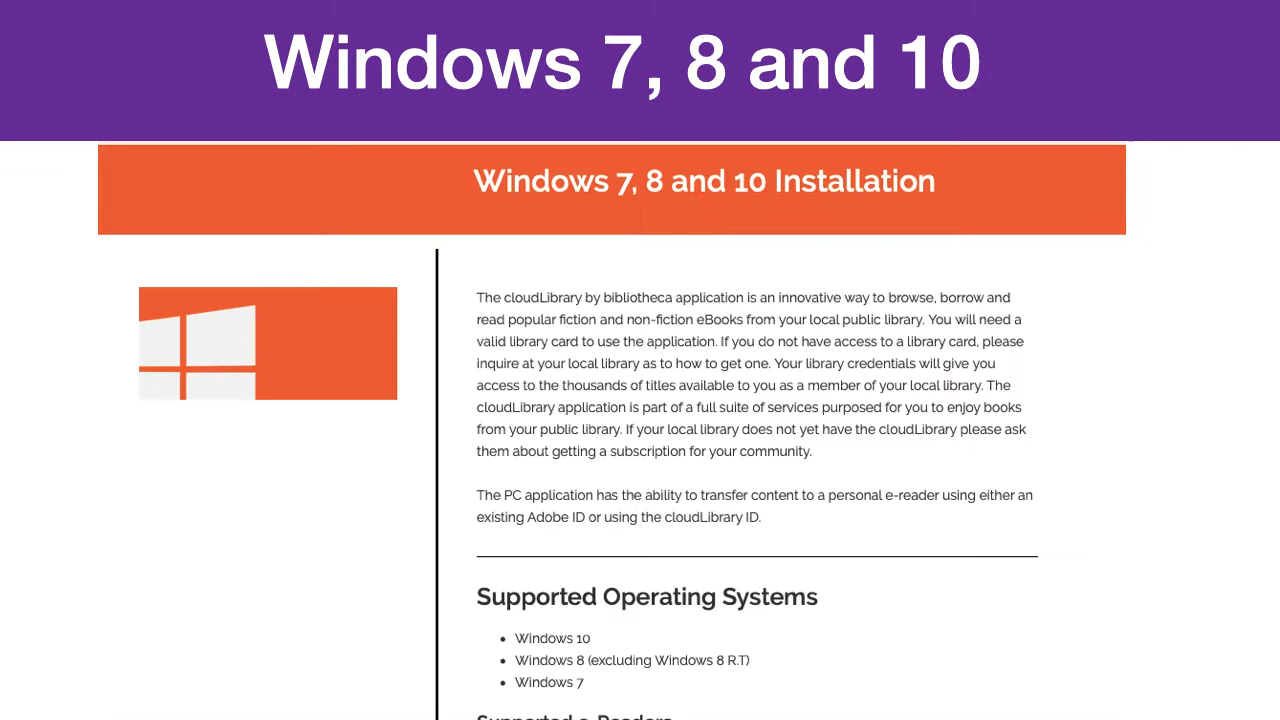 Windows 7, 8 and 10
Windows 7, 8 and 10 Installation
The cloudLibrary by bibliotheca application is an innovative way to browse, borrow and
read popular fiction and non-fiction eBooks from your local public library. You will need a
valid library card to use the application. If you do not have access to a library card, please
inquire at your local library as to how to get one. Your library credentials will give you
access to the thousands of titles available to you as a member of your local library. The
cloudLibrary application is part of a full suite of services purposed for you to enjoy books
from your public library. If your local library does not yet have the cloudLibrary please ask
them about getting a subscription for your community.
The PC application has the ability to transfer content to a personal e-reader using either an
existing Adobe ID or using the cloudLibrary ID.
Supported Operating Systems
• Windows 10
• Windows 8 (excluding Windows 8 R.T)
• Windows 7
Supported e-Readers